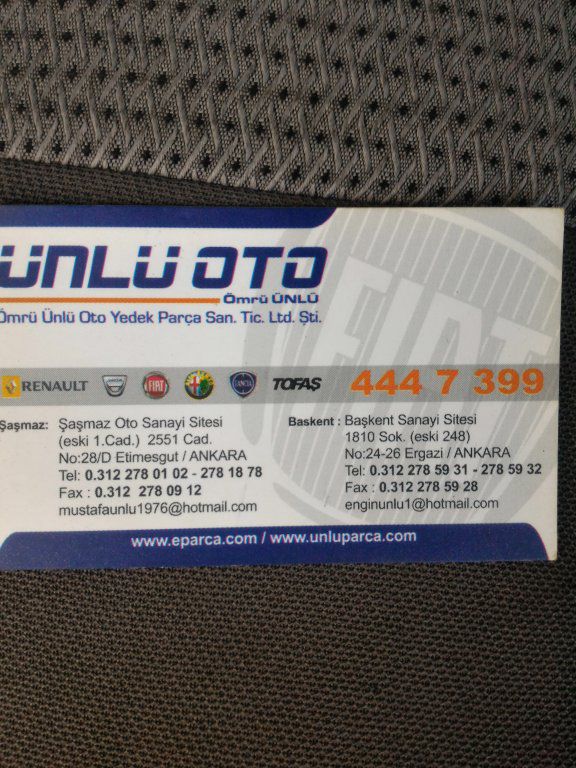 ÜNLÜ OTO
Ömrü ÜNLÜ
Ömrü Ünlü Oto Yedek Parça San. Tic. Ltd. Şti.
FIAT
RENAULT FIAT LANCIA TOFAŞ 444 7 399
Şaşmaz: Şaşmaz Oto Sanayi Sitesi
(eski 1.Cad.) 2551 Cad.
No:28/D Etimesgut / ANKARA
Tel: 0.312 278 01 02 - 278 18 78
Fax : 0.312 278 09 12
mustafaunlu1976@hotmail.com
Baskent : Başkent Sanayi Sitesi
1810 Sok. (eski 248)
No:24-26 Ergazi / ANKARA
Tel: 0.312 278 59 31 - 278 59 32
Fax : 0.312 278 59 28
enginunlu1@hotmail.com
www.eparca.com / www.unluparca.com